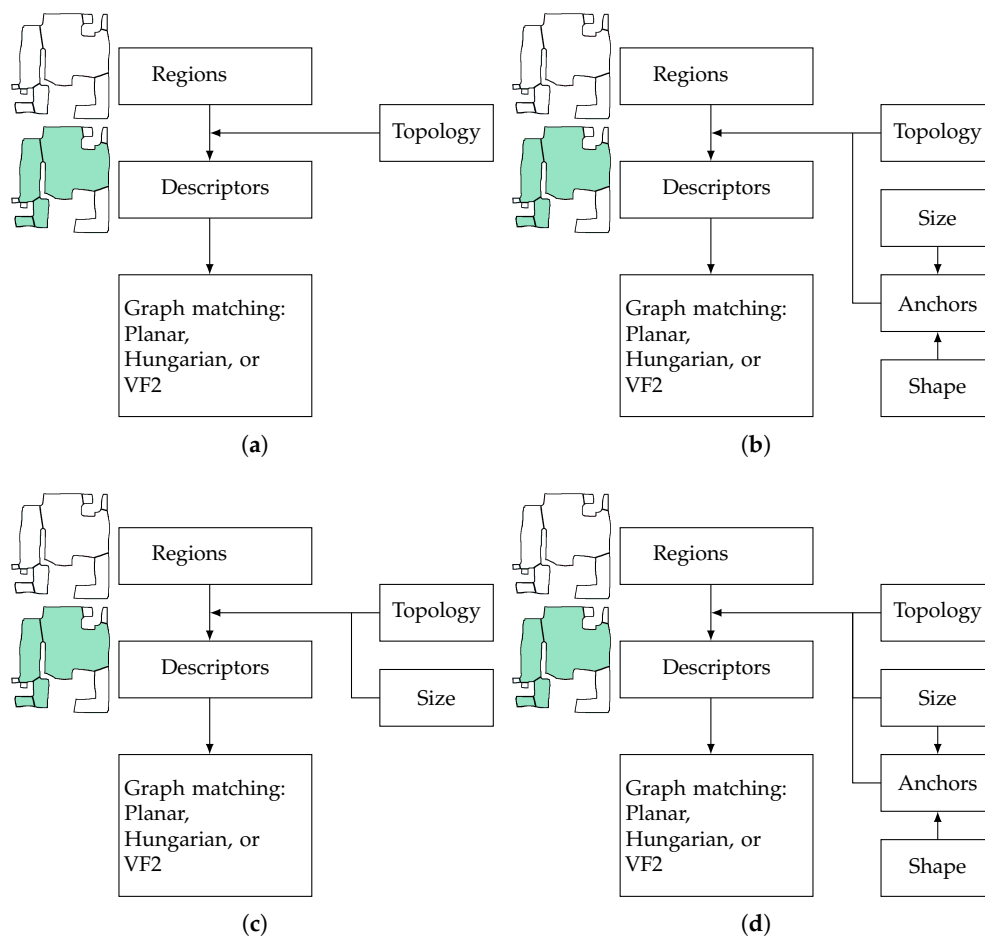 Regions
Topology
Descriptors
Graph matching:
Planar,
Hungarian, or
VF2
(a)
Regions
Topology
Descriptors
Size
Graph matching:
Planar,
Hungarian, or
VF2
Anchors
Shape
(b)
Regions
Topology
Descriptors
Size
Graph matching:
Planar,
Hungarian, or
VF2
(c)
Regions
Topology
Descriptors
Size
Graph matching:
Planar,
Hungarian, or
VF2
Anchors
Shape
(d)